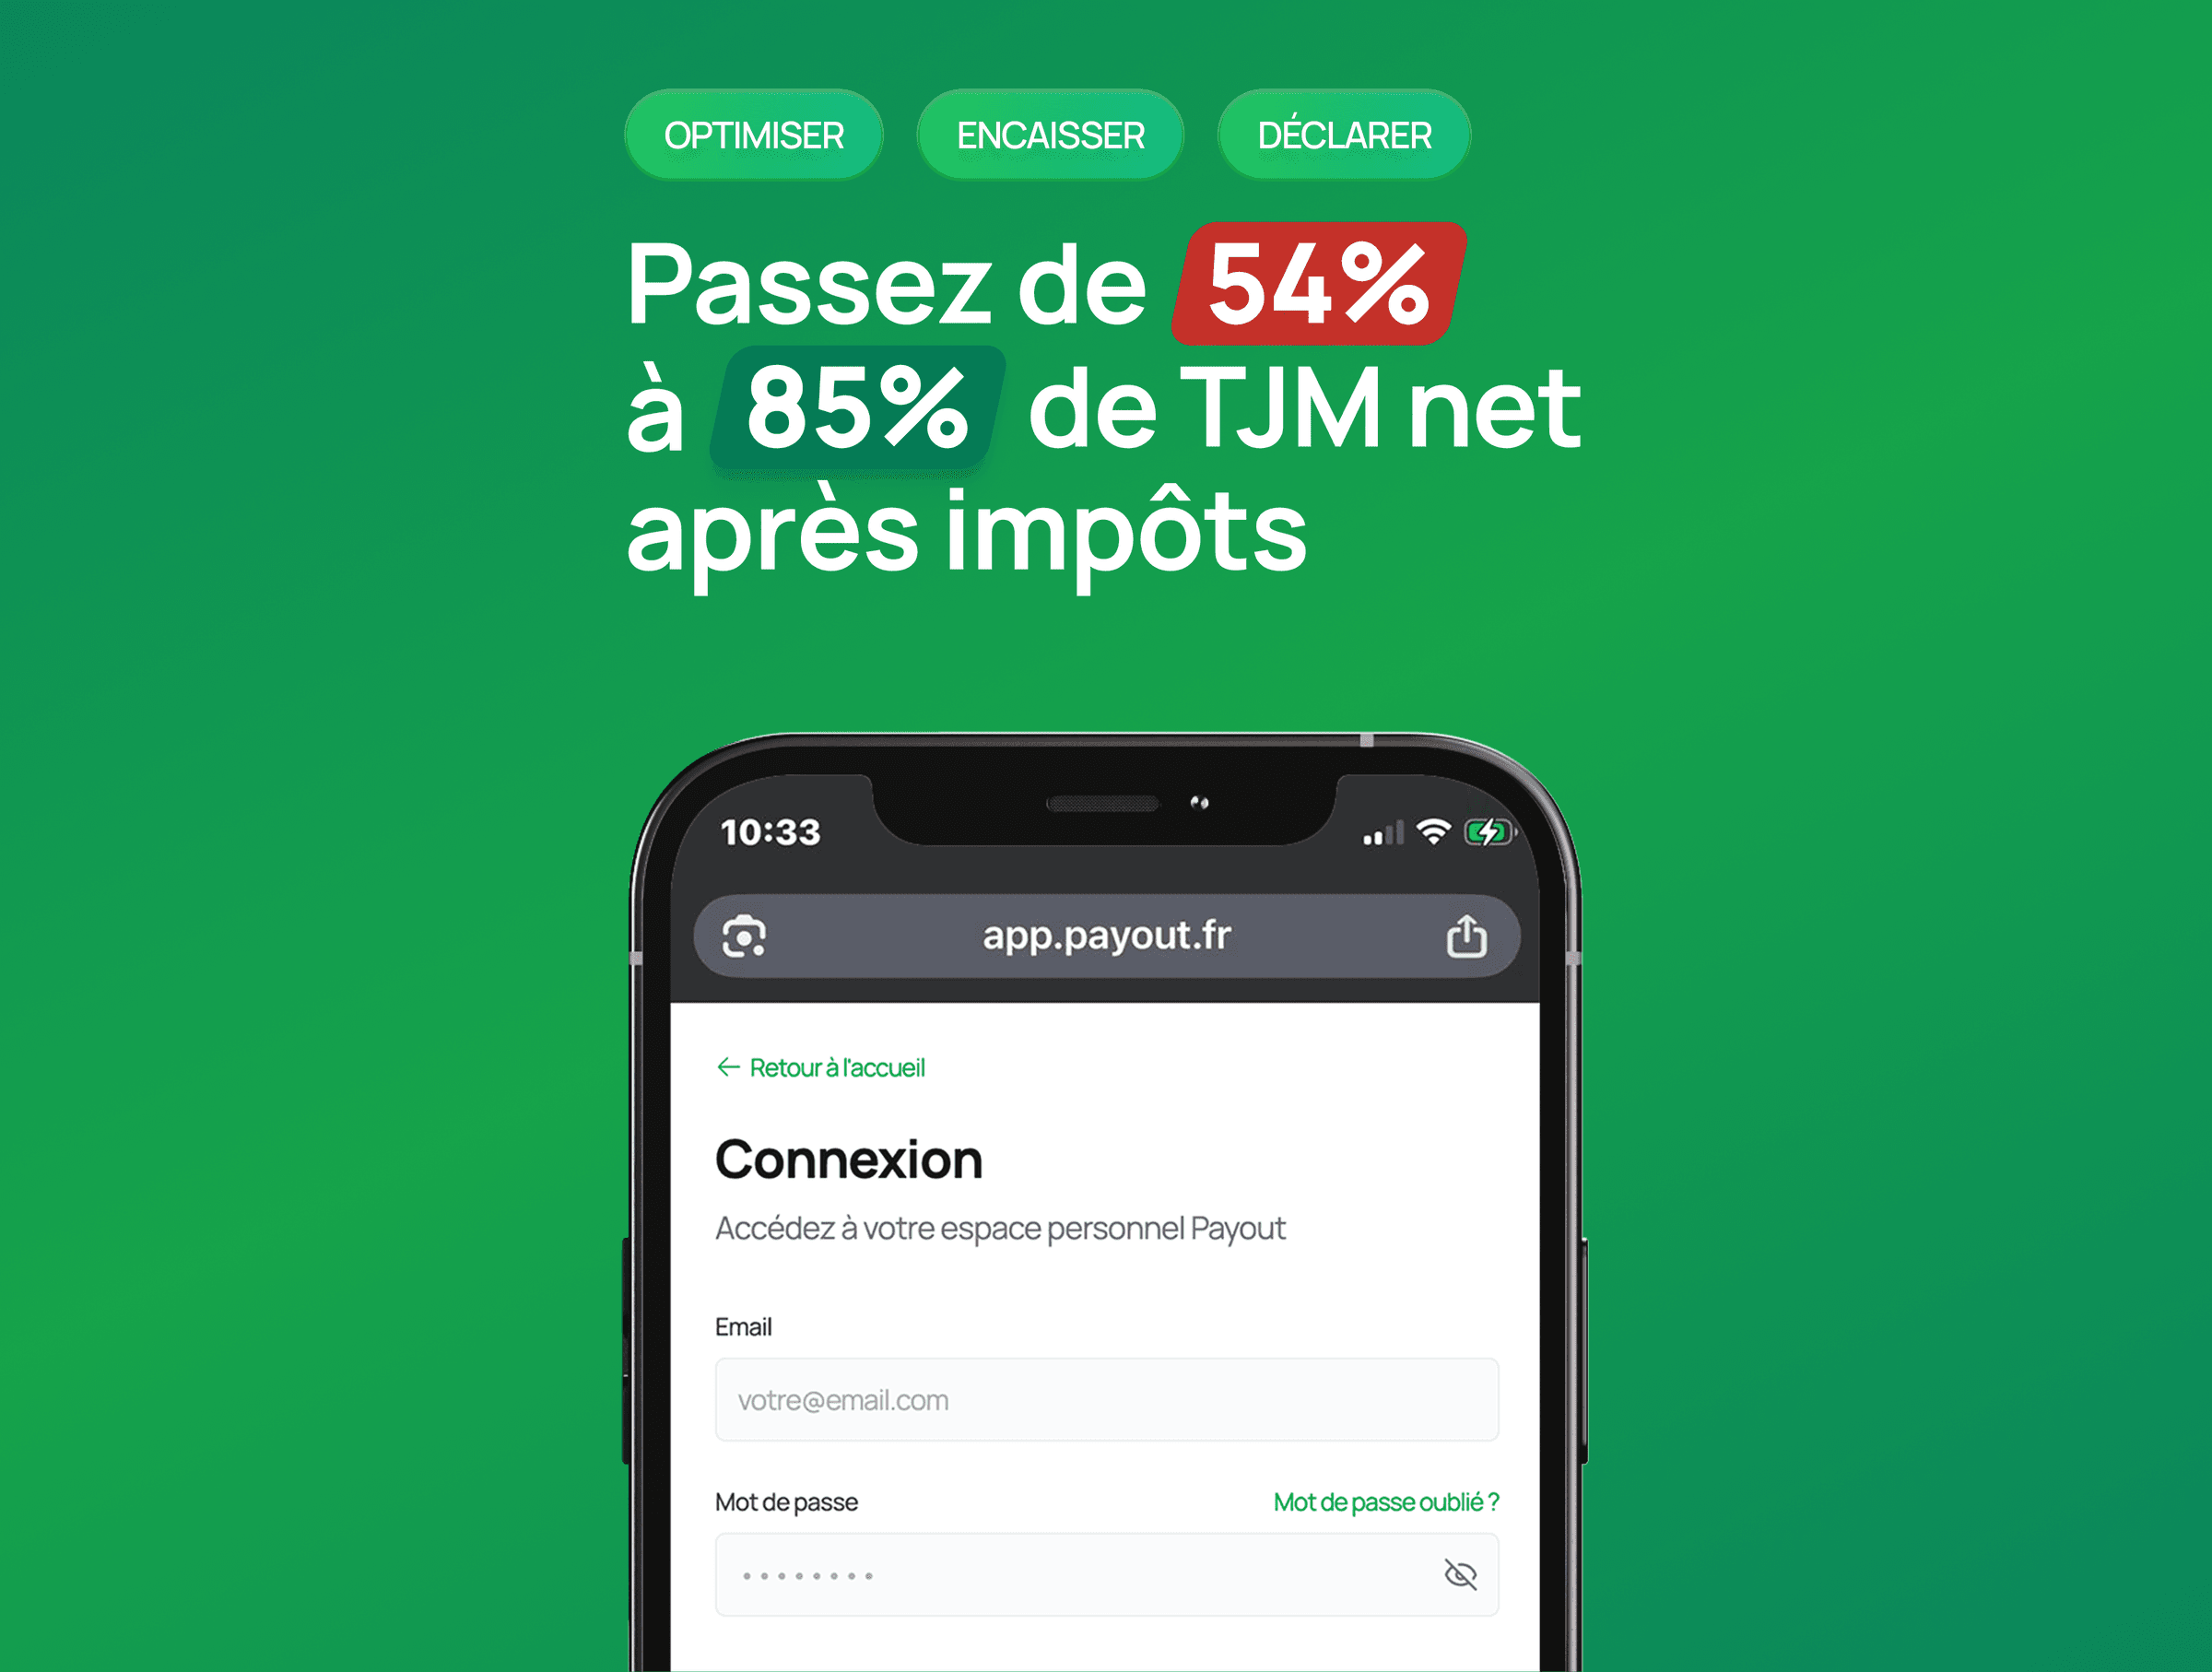 OPTIMISER ENCAISSER DÉCLARER
Passez de 54%
à 85% de TJM net
après impôts
10:33
app.payout.fr
← Retour à l'accueil
Connexion
Accédez à votre espace personnel Payout
Email
votre@email.com
Mot de passe Mot de passe oublié ?